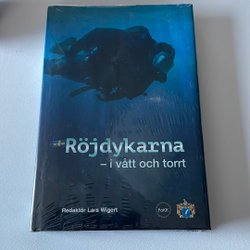 Röjdykarna
– i vått och torrt
Redaktör Lars Wigert